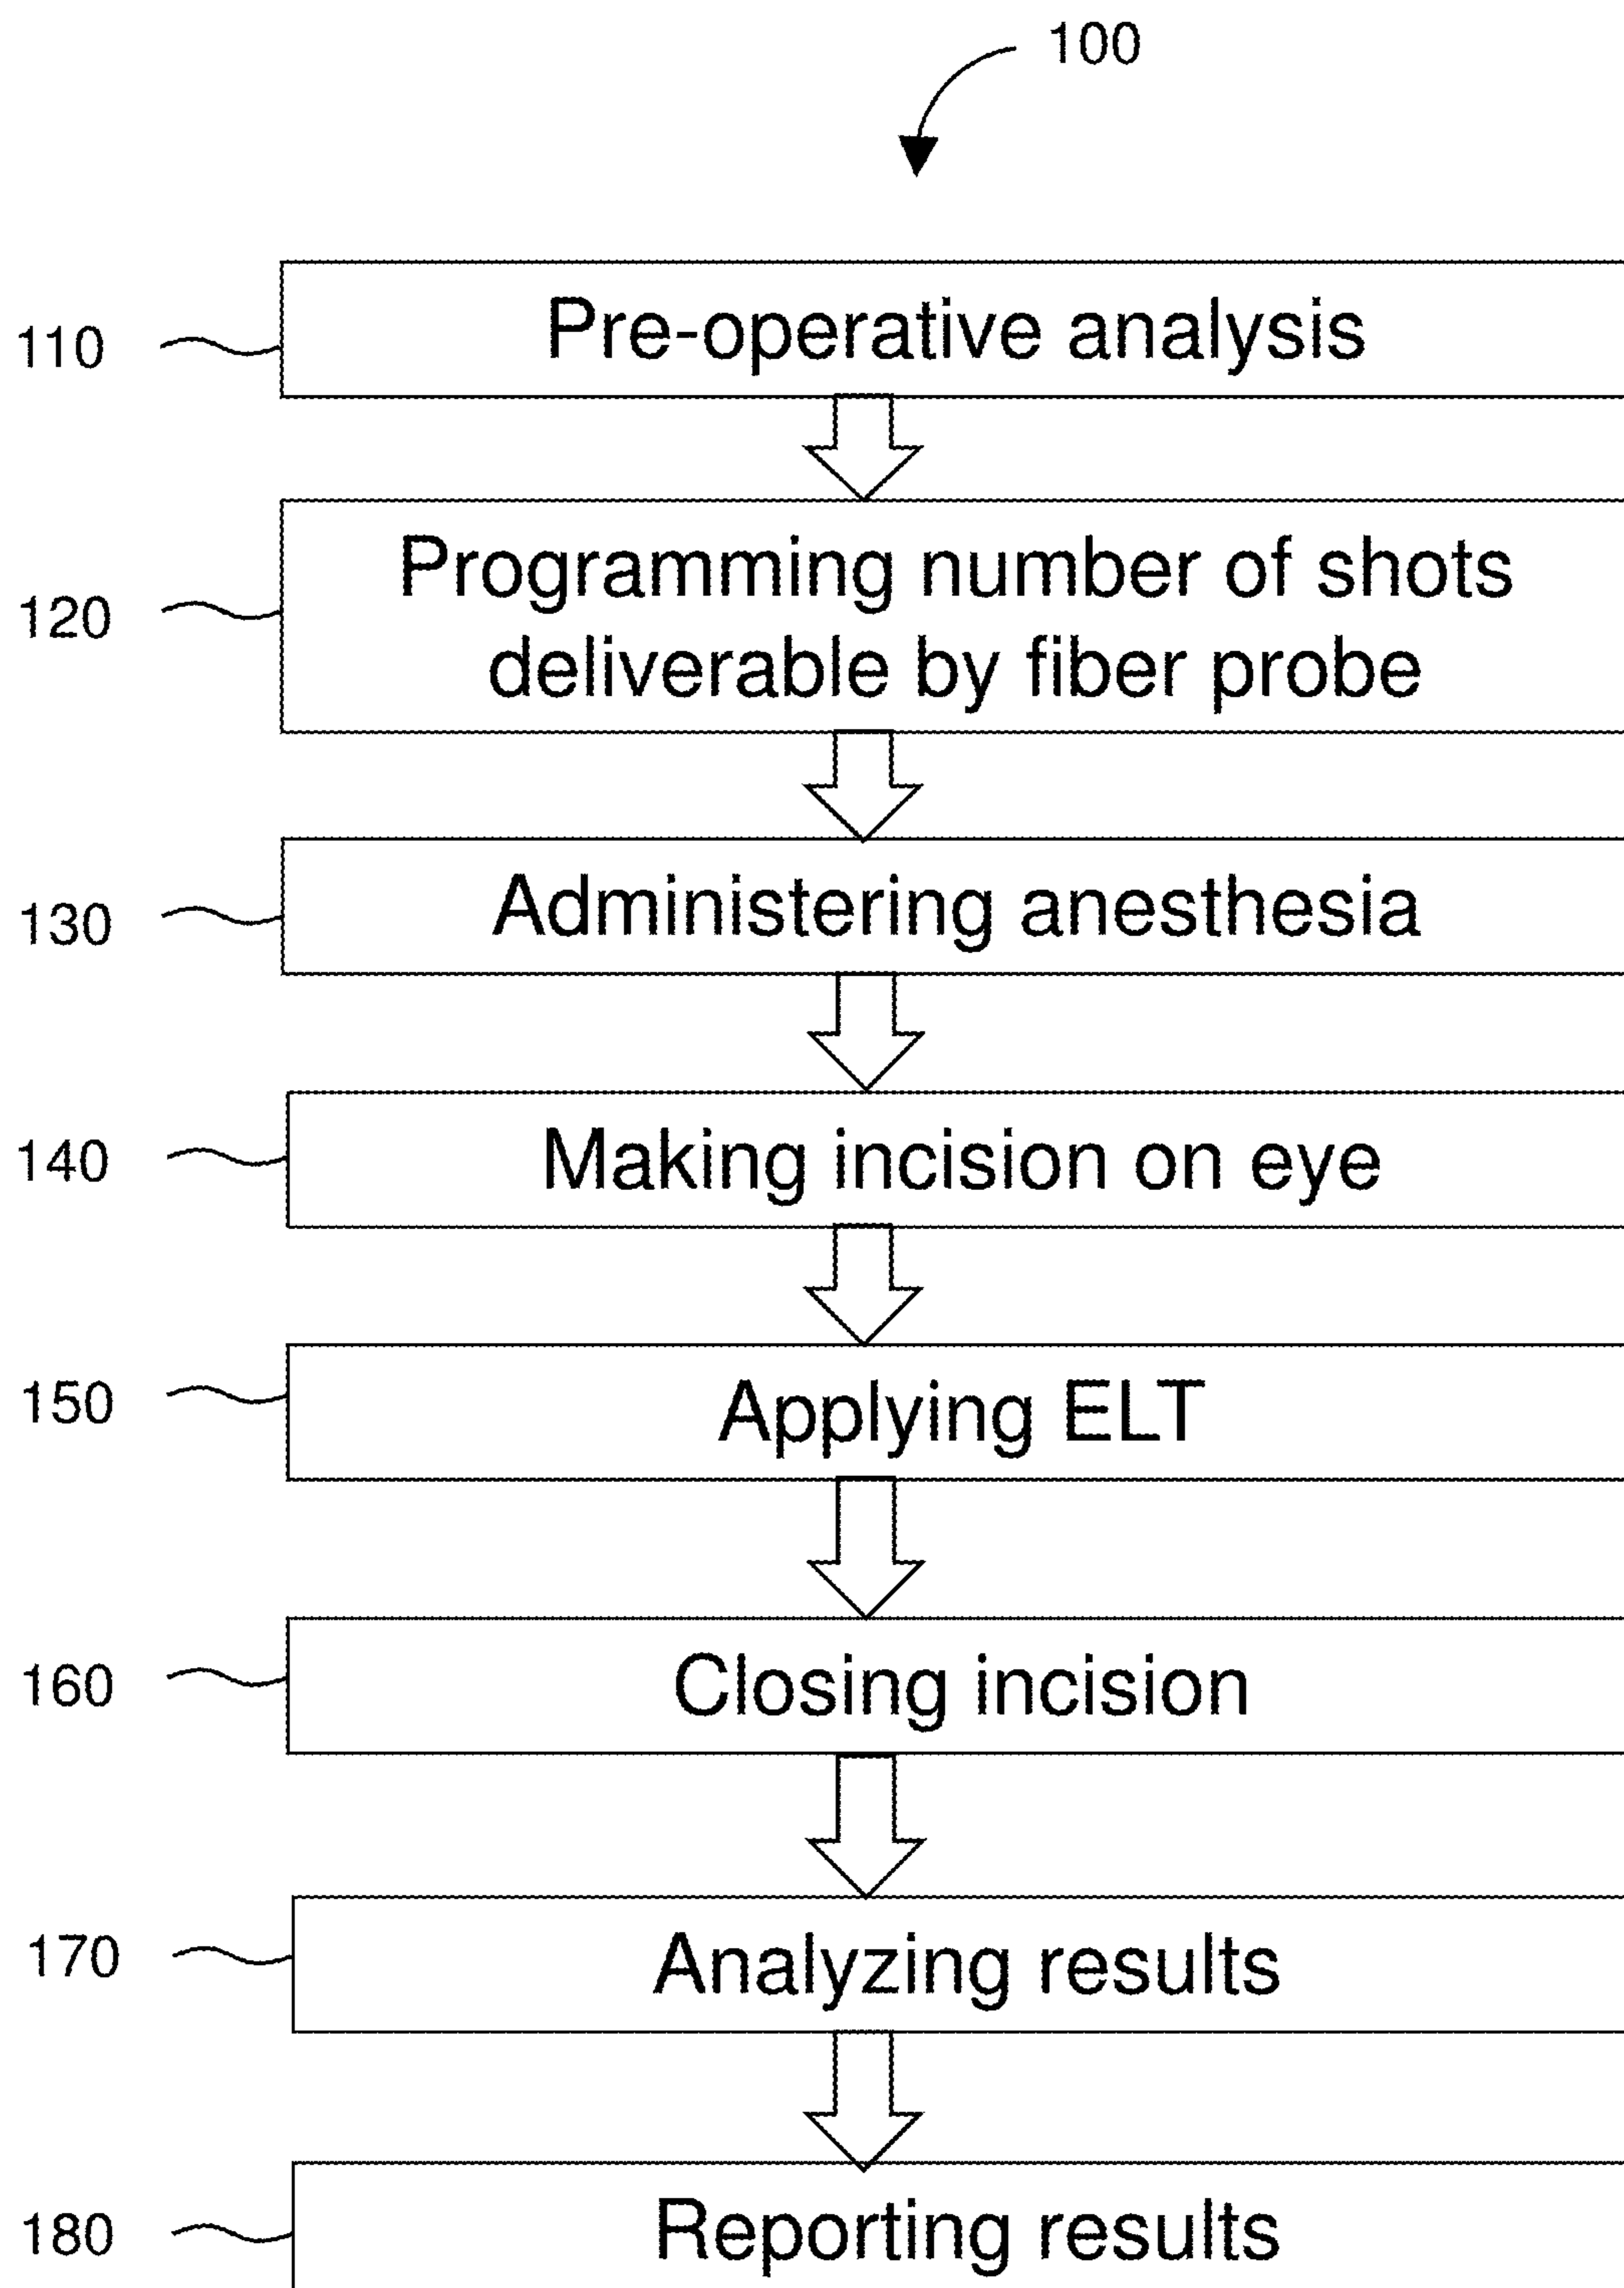 100
110 Pre-operative analysis
120 Programming number of shots
deliverable by fiber probe
130 Administering anesthesia
140 Making incision on eye
150 Applying ELT
160 Closing incision
170 Analyzing results
180 Reporting results